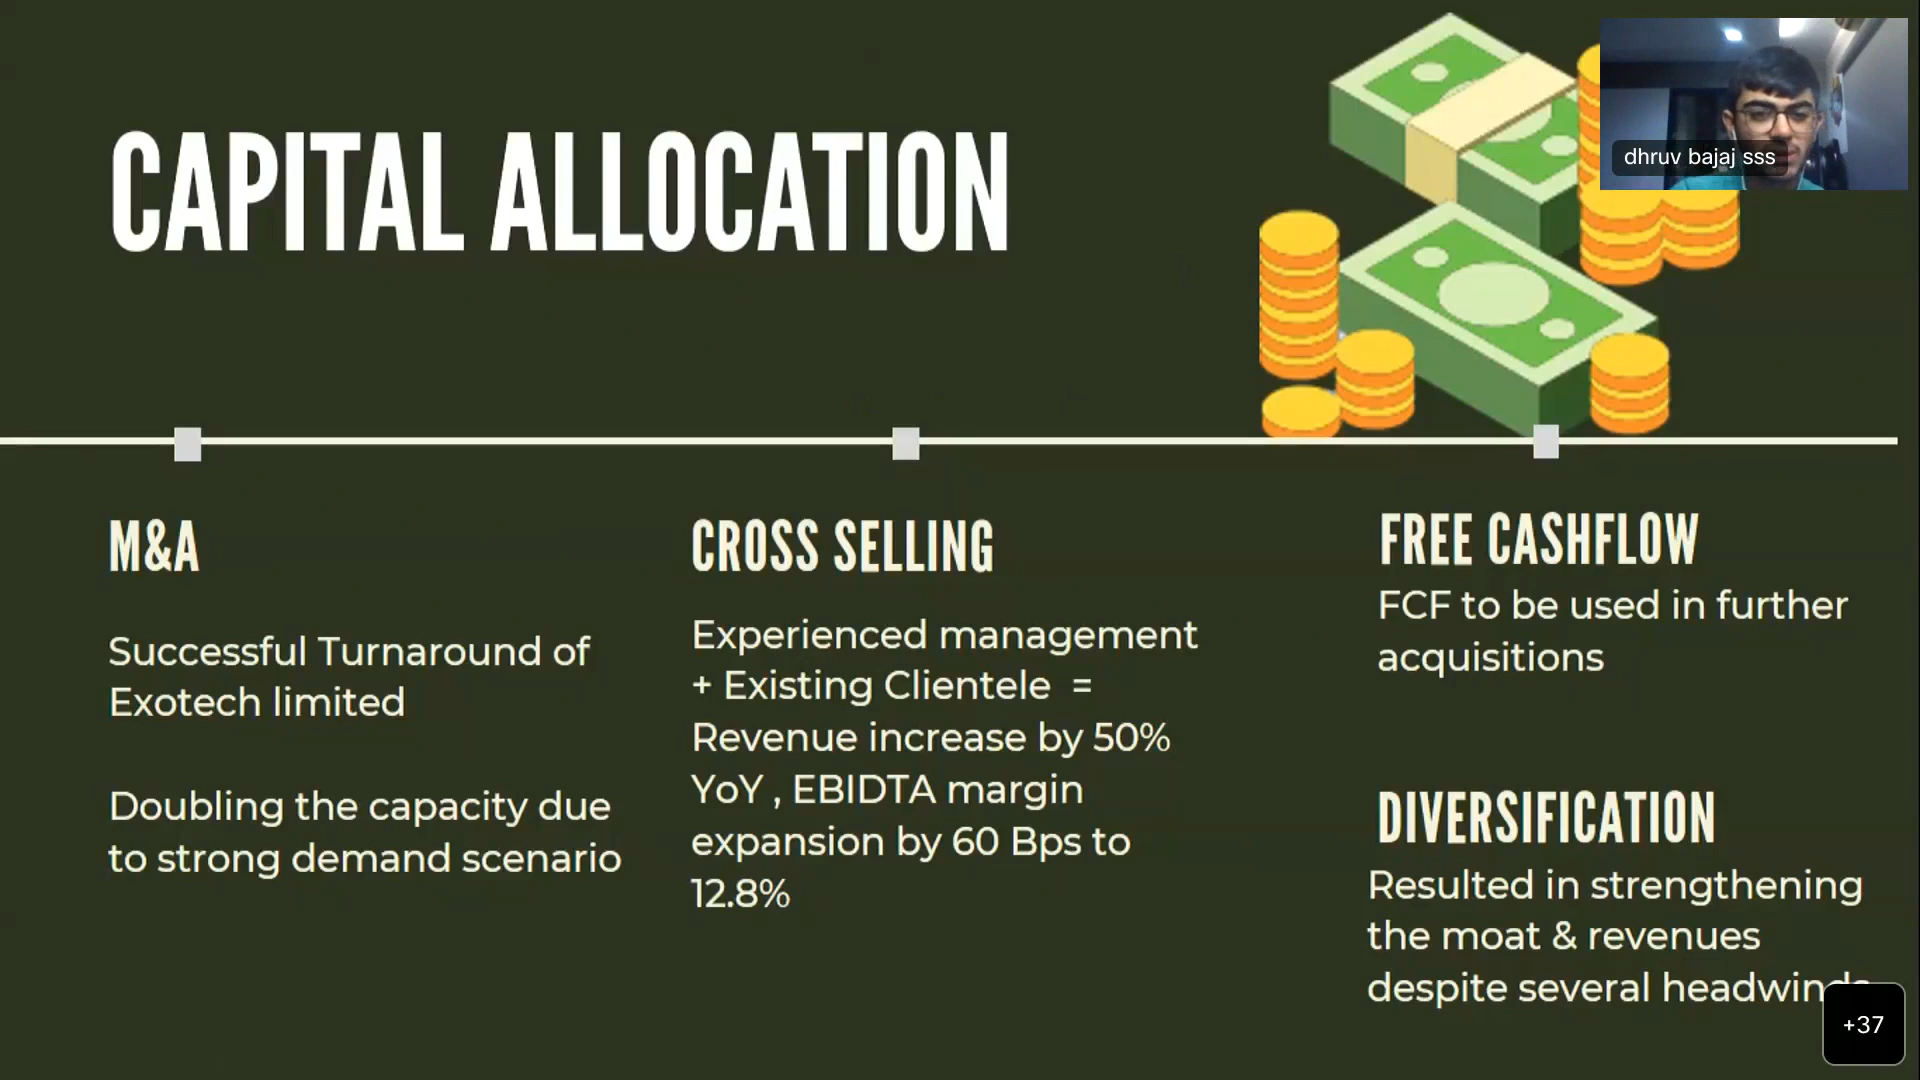 CAPITAL ALLOCATION
dhruv bajaj sss
M&A
Successful Turnaround of
Exotech limited
Doubling the capacity due
to strong demand scenario
CROSS SELLING
Experienced management
+ Existing Clientele =
Revenue increase by 50%
YoY , EBIDTA margin
expansion by 60 Bps to
12.8%
FREE CASHFLOW
FCF to be used in further
acquisitions
DIVERSIFICATION
Resulted in strengthening
the moat & revenues
despite several headwinds
+37